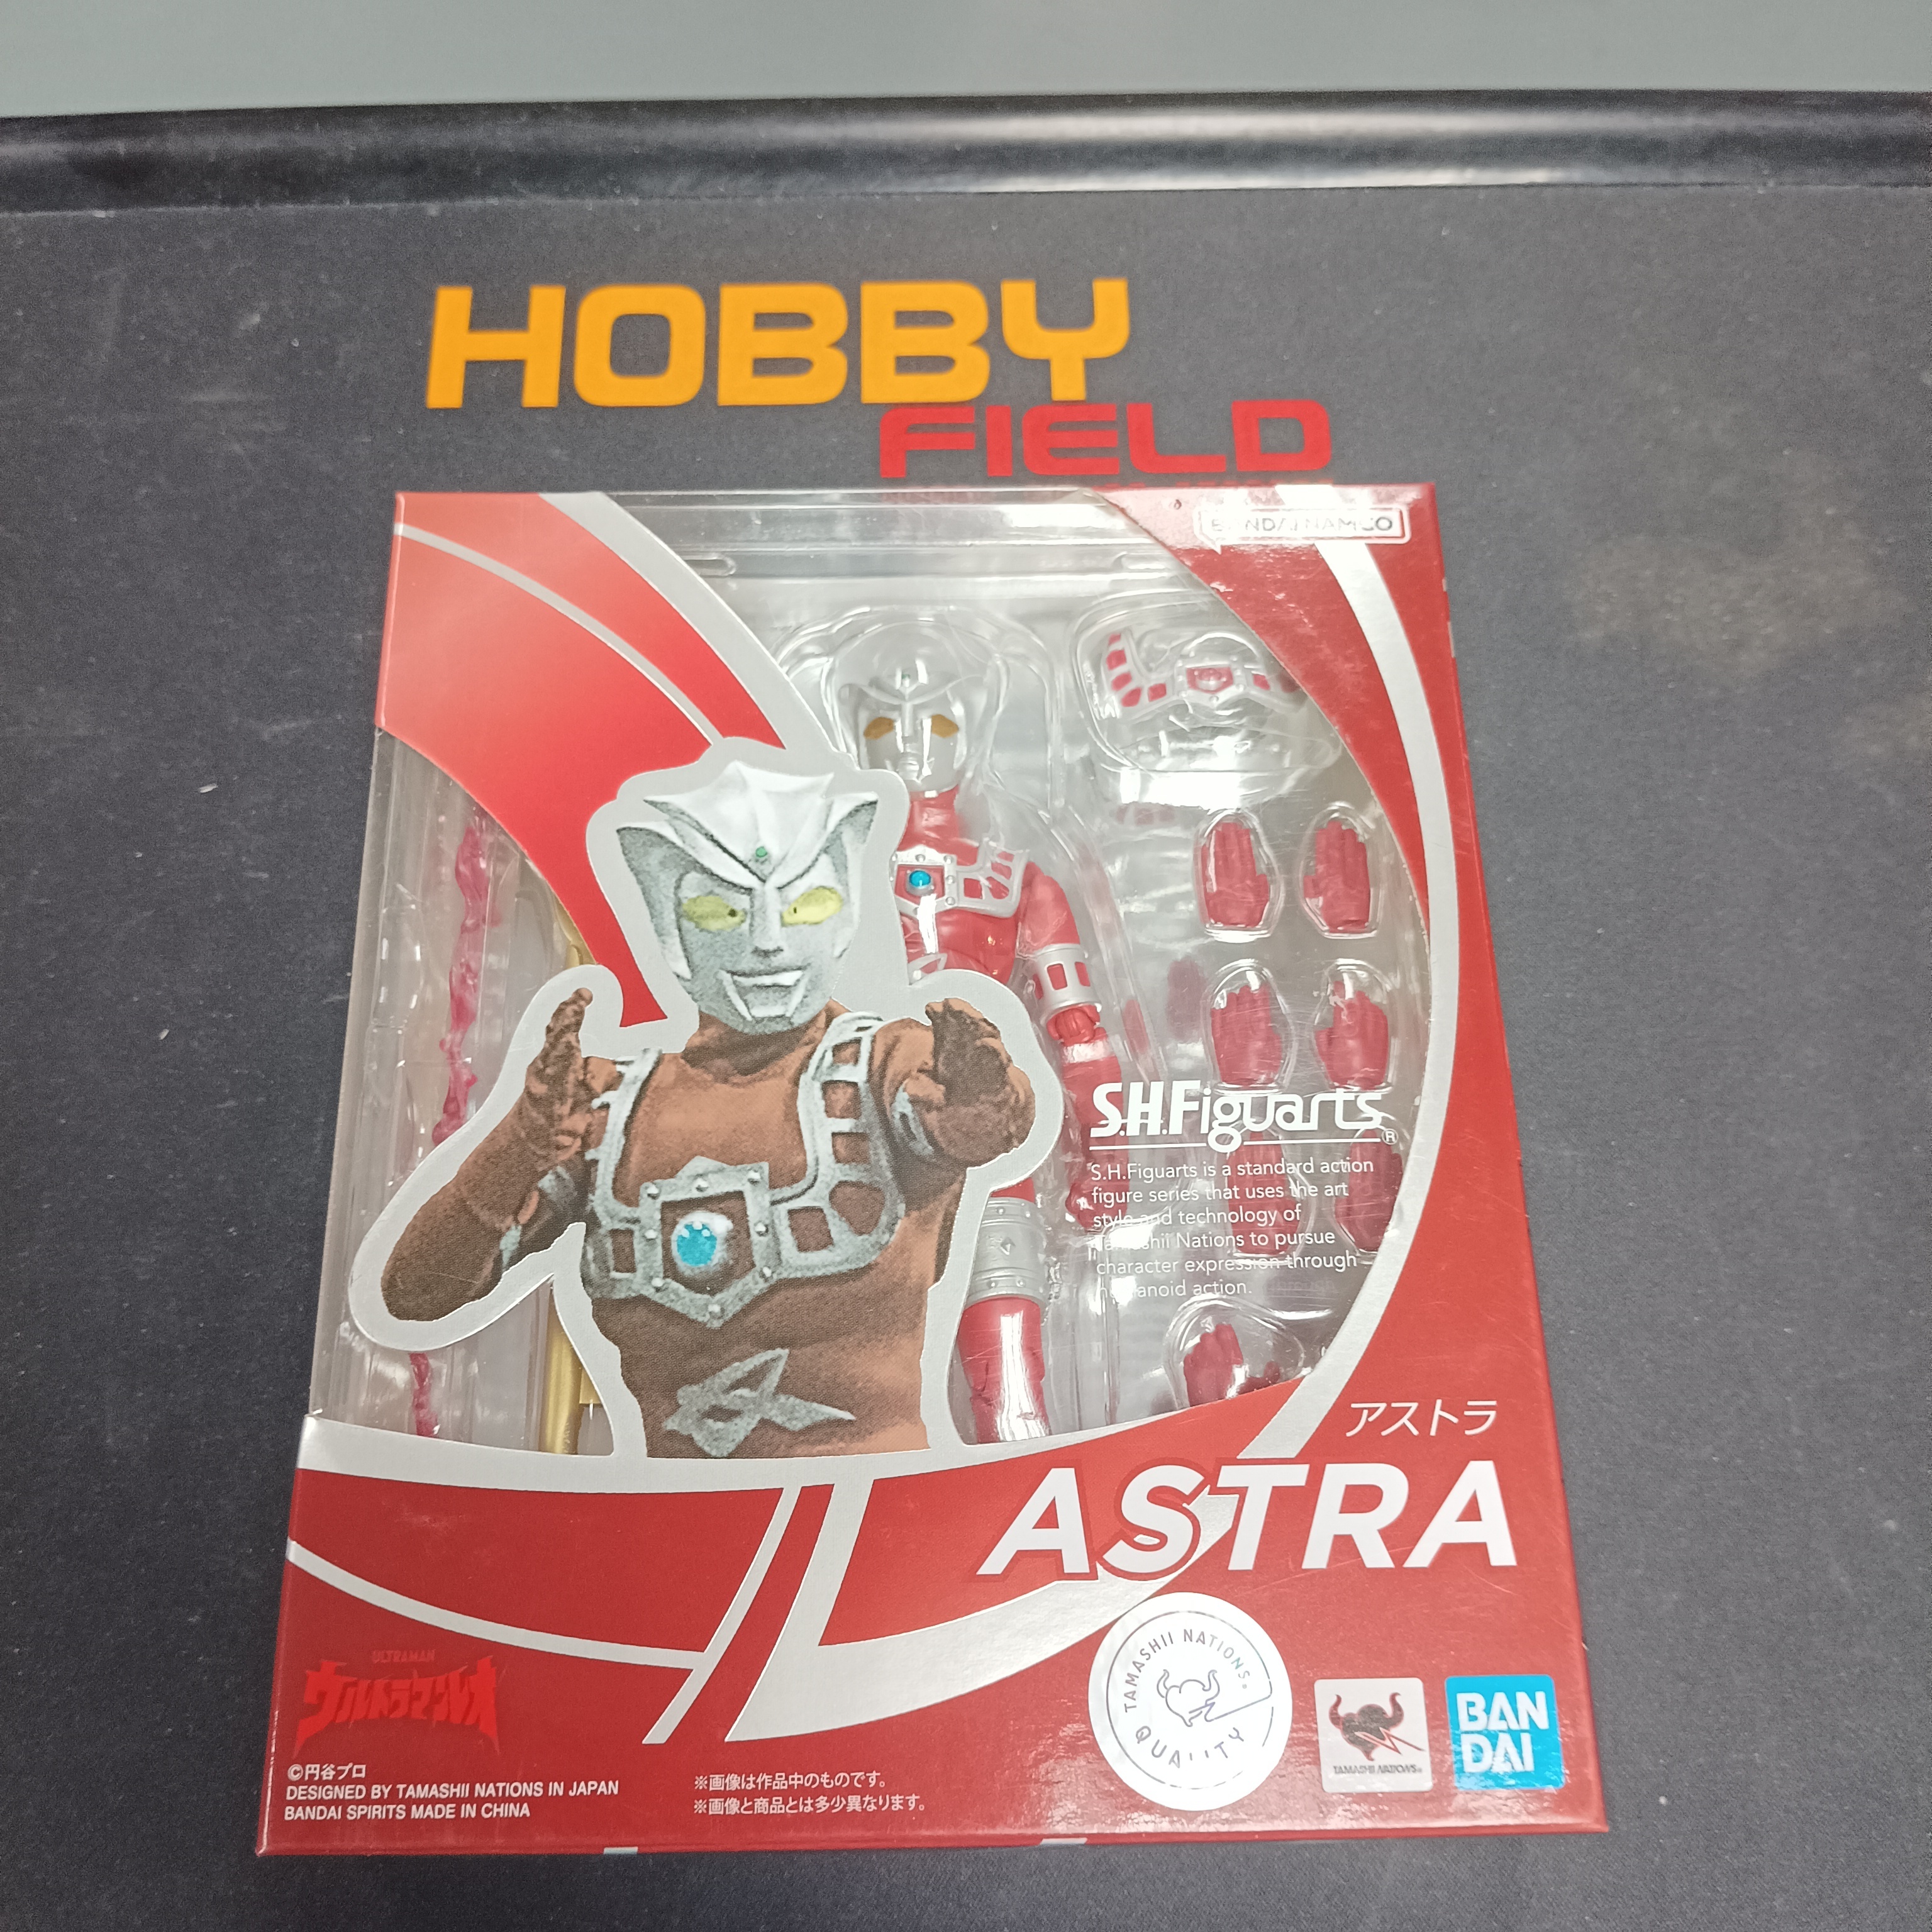 HOBBY
FIELD
BANDAI NAMCO
S.H.Figuarts®
S.H.Figuarts is a standard action
figure series that uses the art
style and technology of
Tamashii Nations to pursue
character expression through
humanoid action.
アストラ
ASTRA
ULTRAMAN
ウルトラマンレオ
©円谷プロ
DESIGNED BY TAMASHII NATIONS IN JAPAN
BANDAI SPIRITS MADE IN CHINA
※画像は作品中のものです。
※画像と商品とは多少異なります。
TAMASHII NATIONS®
QUALITY
TAMASHII NATIONS®
BAN
DAI